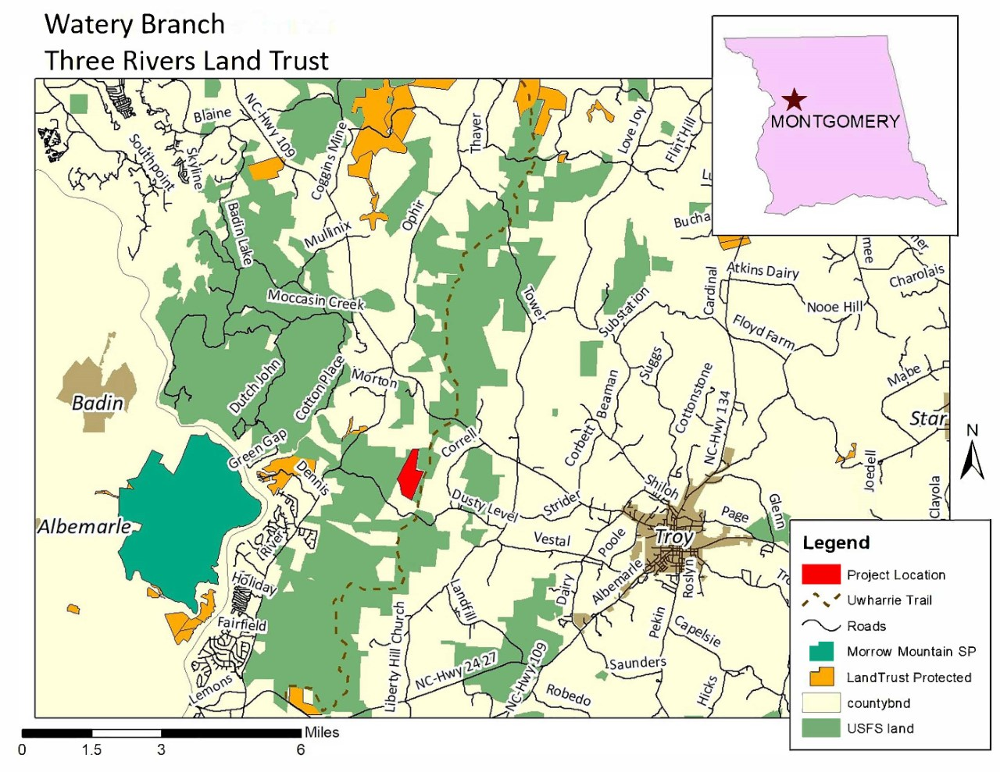 Watery Branch
Three Rivers Land Trust
MONTGOMERY
Blaine
NC-Hwy 109
Southpoint
Skyline
Coggins Mine
Thayer
Love Joy
Flint Hill
Lu
Badin Lake
Mullinix
Ophir
Bucha
Moccasin Creek
Tower
Substation
Cardinal
Atkins Dairy
Nooe Hill
Floyd Farm
mee
ner
Charolais
Mabe
Star
Badin
Dutch John
Cotton Place
Morton
Suggs
Beaman
Cottonstone
NC-Hwy 134
Corbett
Green Gap
Dennis
Correll
Joedell
Clayola
N
Albemarle
Dusty Level
Strider
Shiloh
Page
Glenn
Troy
Vestal
Poole
River
Holiday
Fairfield
Lemons
Landfill
Dairy
Albemarle
Roslyn
Tro
Liberty Hill Church
NC-Hwy 24 27
NC-Hwy 109
Pekin
Capelsie
Saunders
Robedo
Hicks
Legend
Project Location
Uwharrie Trail
Roads
Morrow Mountain SP
LandTrust Protected
countybnd
USFS land
Miles
0 1.5 3 6